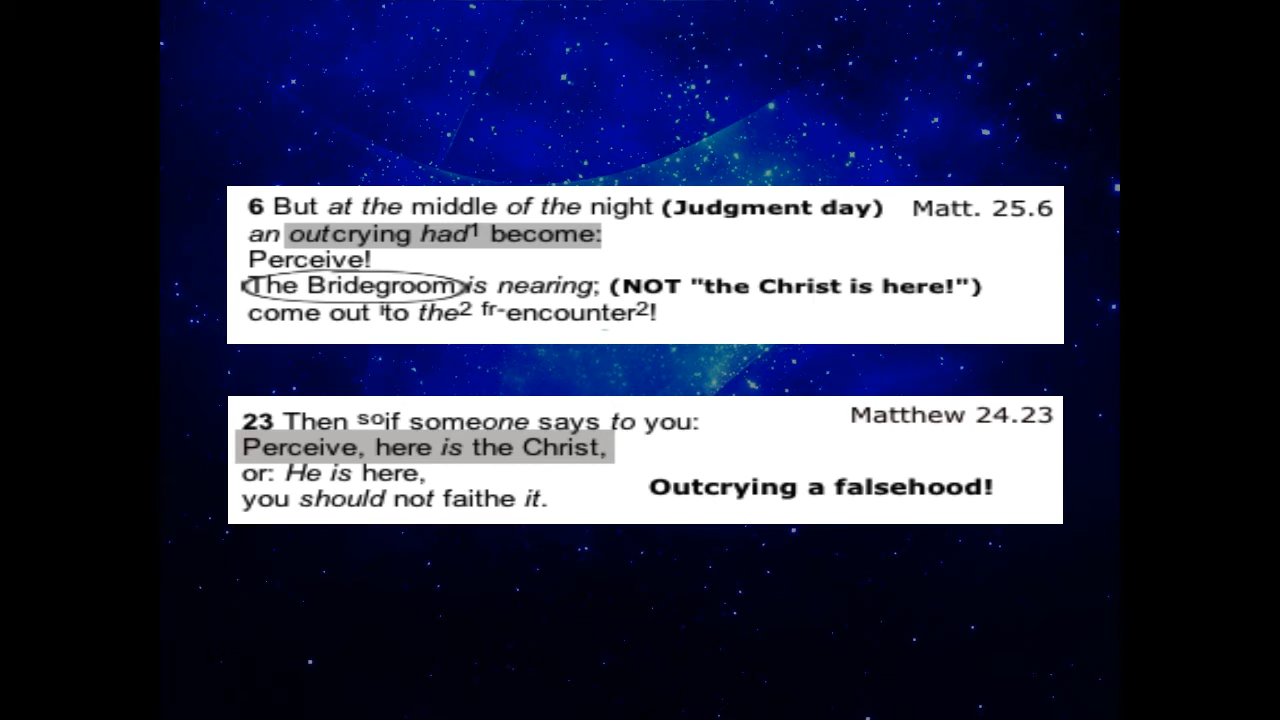 6 But at the middle of the night (Judgment day) Matt. 25.6
an outcrying had1 become:
Perceive!
The Bridegroom is nearing; (NOT "the Christ is here!")
come out to the2 fr-encounter2!
23 Then soif someone says to you: Matthew 24.23
Perceive, here is the Christ,
or: He is here,
you should not faithe it. Outcrying a falsehood!